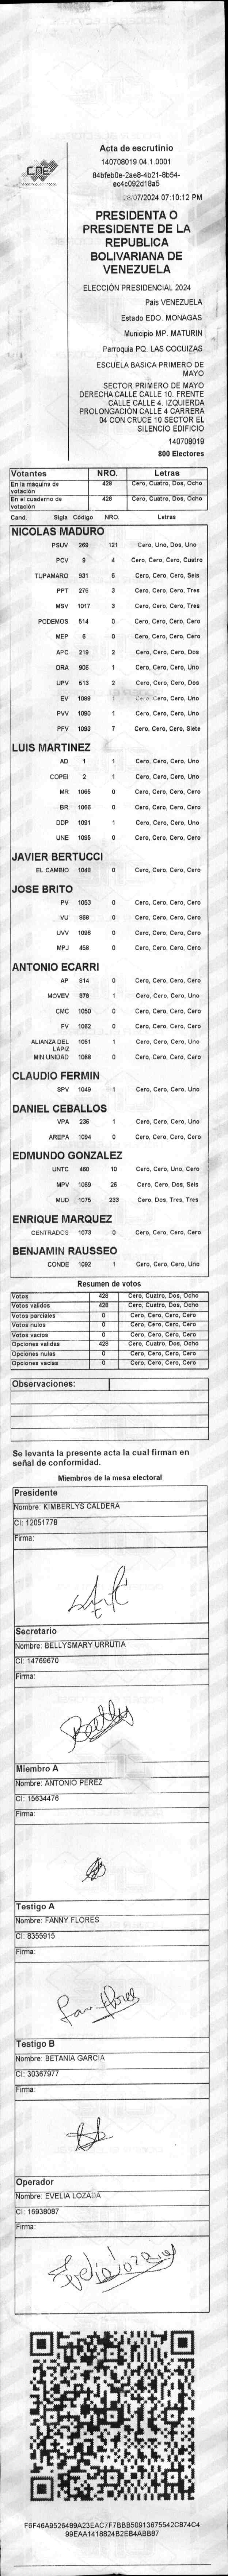 CNE
Acta de escrutinio
140708019.04.1.0001
84bfeb0e-2ae8-4b21-8b54-
ec4c092d18a5
28/07/2024 07:10:12 PM
PRESIDENTA O
PRESIDENTE DE LA
REPUBLICA
BOLIVARIANA DE
VENEZUELA
ELECCIÓN PRESIDENCIAL 2024
País VENEZUELA
Estado EDO. MONAGAS
Municipio MP. MATURIN
Parroquia PQ. LAS COCUIZAS
ESCUELA BASICA PRIMERO DE
MAYO
SECTOR PRIMERO DE MAYO
DERECHA CALLE CALLE 10. FRENTE
CALLE CALLE 4. IZQUIERDA
PROLONGACIÓN CALLE 4 CARRERA
04 CON CRUCE 10 SECTOR EL
SILENCIO EDIFICIO
140708019
800 Electores
Votantes NRO. Letras
En la máquina de votación 428 Cero, Cuatro, Dos, Ocho
En el cuaderno de votación 428 Cero, Cuatro, Dos, Ocho
Cand. Sigla Código NRO. Letras
NICOLAS MADURO
PSUV 269 121 Cero, Uno, Dos, Uno
PCV 9 4 Cero, Cero, Cero, Cuatro
TUPAMARO 931 6 Cero, Cero, Cero, Seis
PPT 276 3 Cero, Cero, Cero, Tres
MSV 1017 3 Cero, Cero, Cero, Tres
PODEMOS 514 0 Cero, Cero, Cero, Cero
MEP 6 0 Cero, Cero, Cero, Cero
APC 219 2 Cero, Cero, Cero, Dos
ORA 906 1 Cero, Cero, Cero, Uno
UPV 513 2 Cero, Cero, Cero, Dos
EV 1089 1 Cero, Cero, Cero, Uno
PVV 1090 1 Cero, Cero, Cero, Uno
PFV 1093 7 Cero, Cero, Cero, Siete
LUIS MARTINEZ
AD 1 1 Cero, Cero, Cero, Uno
COPEI 2 1 Cero, Cero, Cero, Uno
MR 1065 0 Cero, Cero, Cero, Cero
BR 1066 0 Cero, Cero, Cero, Cero
DDP 1091 1 Cero, Cero, Cero, Uno
UNE 1095 0 Cero, Cero, Cero, Cero
JAVIER BERTUCCI
EL CAMBIO 1048 0 Cero, Cero, Cero, Cero
JOSE BRITO
PV 1053 0 Cero, Cero, Cero, Cero
VU 968 0 Cero, Cero, Cero, Cero
UVV 1096 0 Cero, Cero, Cero, Cero
MPJ 458 0 Cero, Cero, Cero, Cero
ANTONIO ECARRI
AP 814 0 Cero, Cero, Cero, Cero
MOVEV 878 1 Cero, Cero, Cero, Uno
CMC 1050 0 Cero, Cero, Cero, Cero
FV 1062 0 Cero, Cero, Cero, Cero
ALIANZA DEL LAPIZ 1051 1 Cero, Cero, Cero, Uno
MIN UNIDAD 1068 0 Cero, Cero, Cero, Cero
CLAUDIO FERMIN
SPV 1049 1 Cero, Cero, Cero, Uno
DANIEL CEBALLOS
VPA 236 1 Cero, Cero, Cero, Uno
AREPA 1094 0 Cero, Cero, Cero, Cero
EDMUNDO GONZALEZ
UNTC 460 10 Cero, Cero, Uno, Cero
MPV 1069 26 Cero, Cero, Dos, Seis
MUD 1075 233 Cero, Dos, Tres, Tres
ENRIQUE MARQUEZ
CENTRADOS 1073 0 Cero, Cero, Cero, Cero
BENJAMIN RAUSSEO
CONDE 1092 1 Cero, Cero, Cero, Uno
Resumen de votos
Votos 428 Cero, Cuatro, Dos, Ocho
Votos validos 428 Cero, Cuatro, Dos, Ocho
Votos parciales 0 Cero, Cero, Cero, Cero
Votos nulos 0 Cero, Cero, Cero, Cero
Votos vacios 0 Cero, Cero, Cero, Cero
Opciones validas 428 Cero, Cuatro, Dos, Ocho
Opciones nulas 0 Cero, Cero, Cero, Cero
Opciones vacias 0 Cero, Cero, Cero, Cero
Observaciones:
Se levanta la presente acta la cual firman en
señal de conformidad.
Miembros de la mesa electoral
Presidente
Nombre: KIMBERLYS CALDERA
CI: 12051778
Firma:
Secretario
Nombre: BELLYSMARY URRUTIA
CI: 14769670
Firma:
Miembro A
Nombre: ANTONIO PEREZ
CI: 15634476
Firma:
Testigo A
Nombre: FANNY FLORES
CI: 8355915
Firma:
Testigo B
Nombre: BETANIA GARCIA
CI: 30367977
Firma:
Operador
Nombre: EVELIA LOZADA
CI: 16938087
Firma:
F6F46A9526489A23EAC7F7BBB50913675542C874C4
99EAA1418824B2EB4ABB87